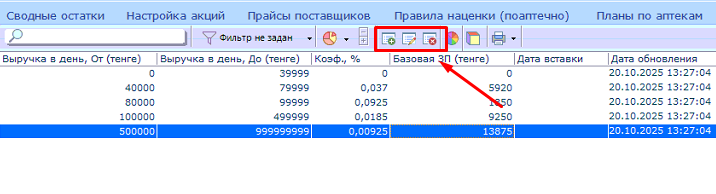 Сводные остатки Настройка акций Прайсы поставщиков Правила наценки (поаптечно) Планы по аптекам
Фильтр не задан
Выручка в день, От (тенге) Выручка в день, До (тенге) Коэф., % Базовая ЗП (тенге) Дата вставки Дата обновления
0 39999 0 0 20.10.2025 13:27:04
40000 79999 0,037 5920 20.10.2025 13:27:04
80000 99999 0,0925 1850 20.10.2025 13:27:04
100000 499999 0,0185 9250 20.10.2025 13:27:04
500000 999999999 0,00925 13875 20.10.2025 13:27:04